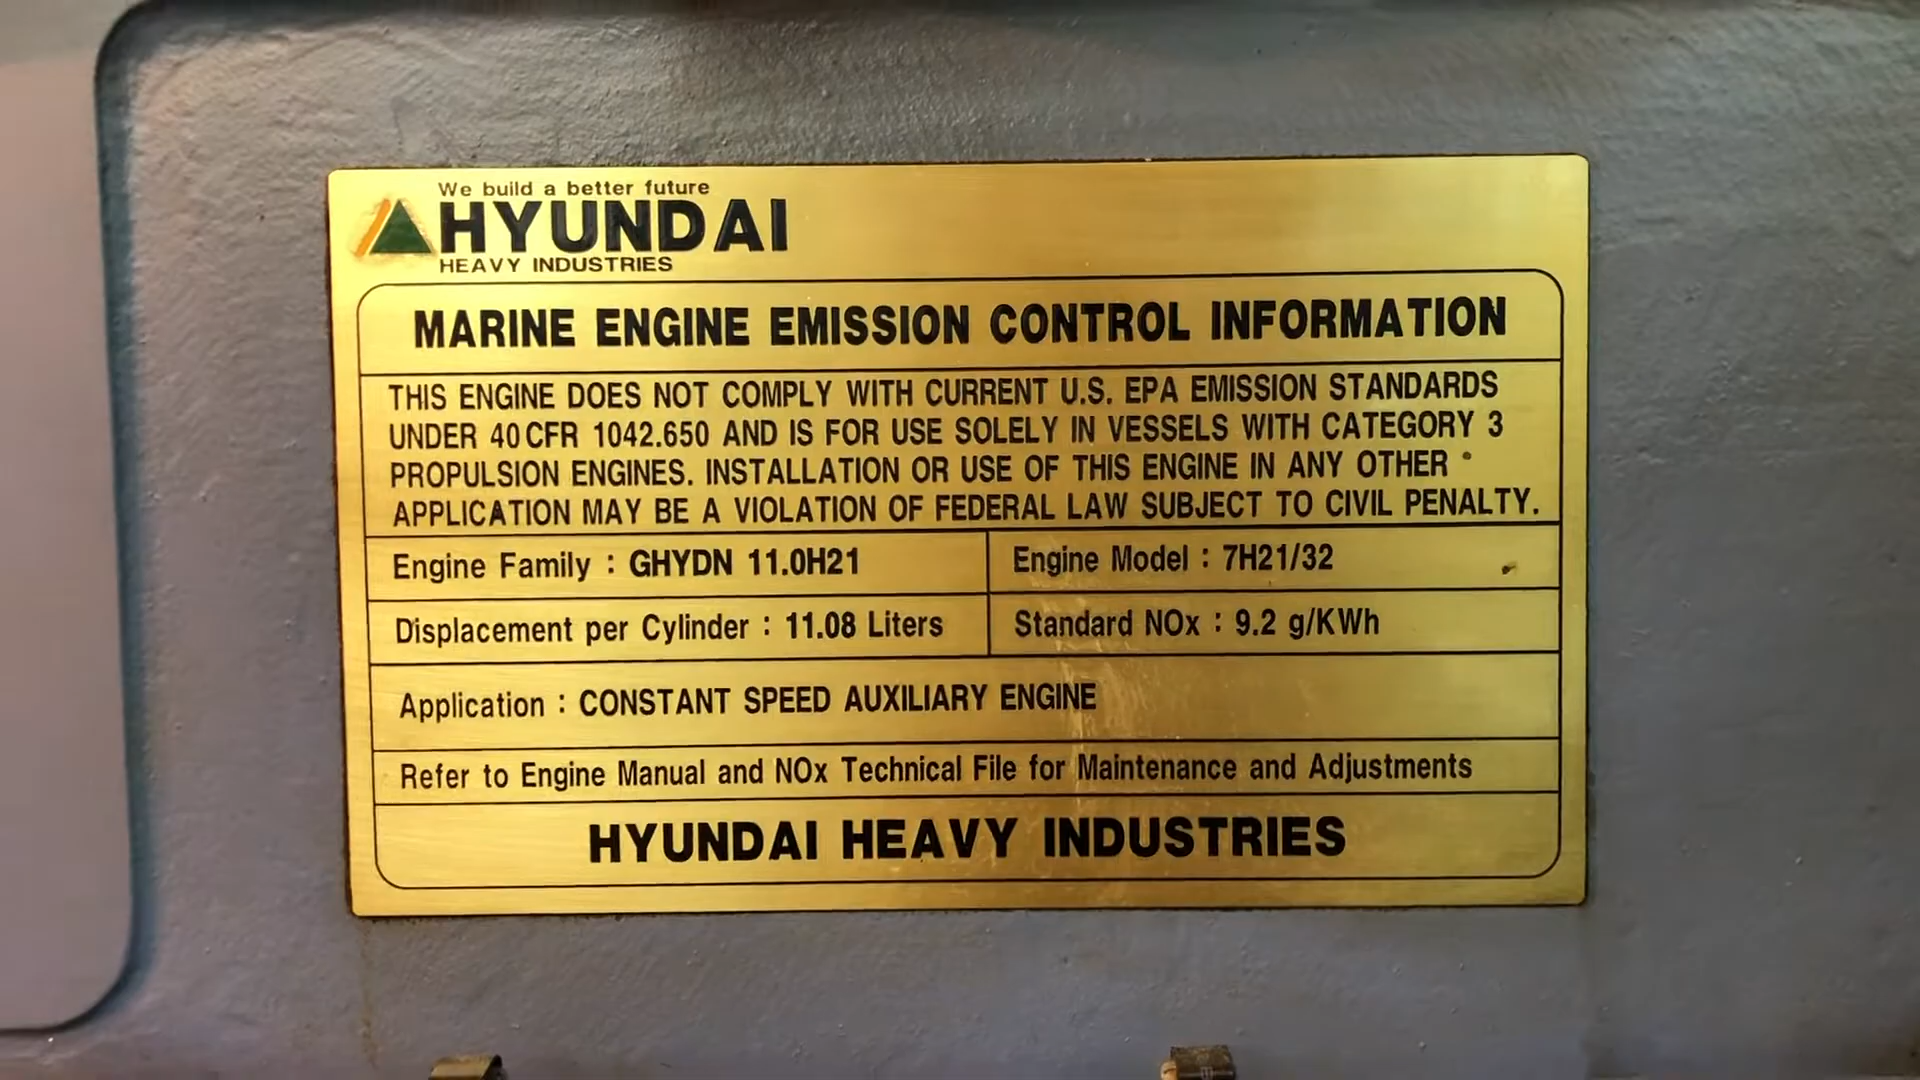 We build a better future
HYUNDAI
HEAVY INDUSTRIES
MARINE ENGINE EMISSION CONTROL INFORMATION
THIS ENGINE DOES NOT COMPLY WITH CURRENT U.S. EPA EMISSION STANDARDS
UNDER 40 CFR 1042.650 AND IS FOR USE SOLELY IN VESSELS WITH CATEGORY 3
PROPULSION ENGINES. INSTALLATION OR USE OF THIS ENGINE IN ANY OTHER
APPLICATION MAY BE A VIOLATION OF FEDERAL LAW SUBJECT TO CIVIL PENALTY.
Engine Family : GHYDN 11.0H21
Engine Model : 7H21/32
Displacement per Cylinder : 11.08 Liters
Standard NOx : 9.2 g/KWh
Application : CONSTANT SPEED AUXILIARY ENGINE
Refer to Engine Manual and NOx Technical File for Maintenance and Adjustments
HYUNDAI HEAVY INDUSTRIES